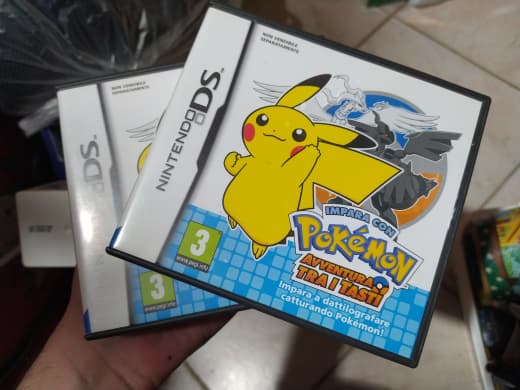 NON VENDIBILE
SEPARATAMENTE
NINTENDO DS
IMPARA CON
POKéMON
AVVENTURA
TRA I TASTI
Impara a dattilografare
catturando Pokémon!
3
www.pegi.info
NON VENDIBILE
SEPARATAMENTE
DS
3
www.pegi.info